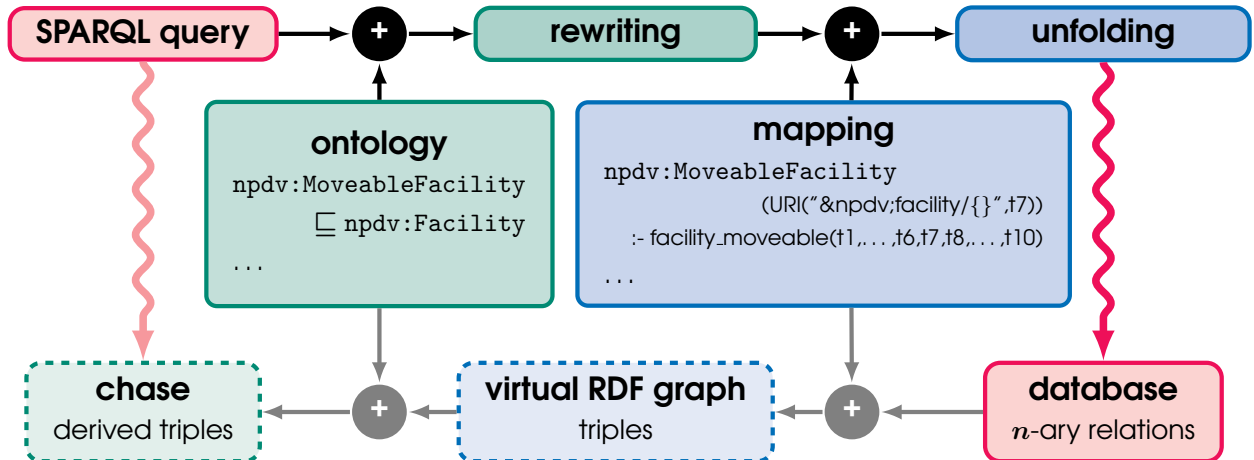 SPARQL query
+
rewriting
+
unfolding
ontology
npdv:MoveableFacility
⊑ npdv:Facility
...
mapping
npdv:MoveableFacility
(URI("&npdv;facility/{}",t7))
:- facility_moveable(t1,...,t6,t7,t8,...,t10)
...
chase
derived triples
+
virtual RDF graph
triples
+
database
n-ary relations